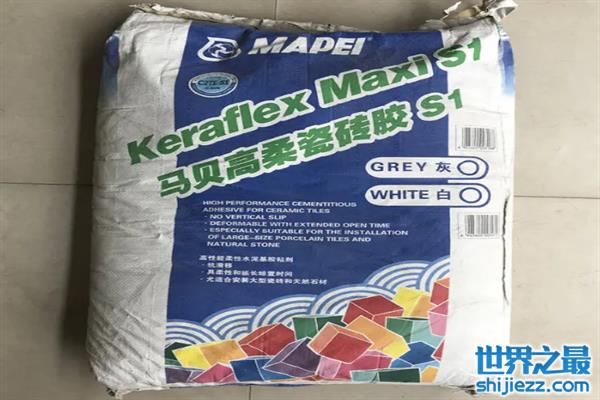 MAPEI
C2TE-S1
Keraflex Maxi S1
马贝高柔瓷砖胶 S1
GREY 灰
WHITE 白
HIGH PERFORMANCE CEMENTITIOUS
ADHESIVE FOR CERAMIC TILES
- NO VERTICAL SLIP
- DEFORMABLE WITH EXTENDED OPEN TIME
- ESPECIALLY SUITABLE FOR THE INSTALLATION
OF LARGE-SIZE PORCELAIN TILES AND
NATURAL STONE
高性能柔性水泥基胶粘剂
- 抗滑移
- 具柔性和延长晾置时间
- 尤适合安装大型瓷砖和天然石材
世界之最
shijiezz.com